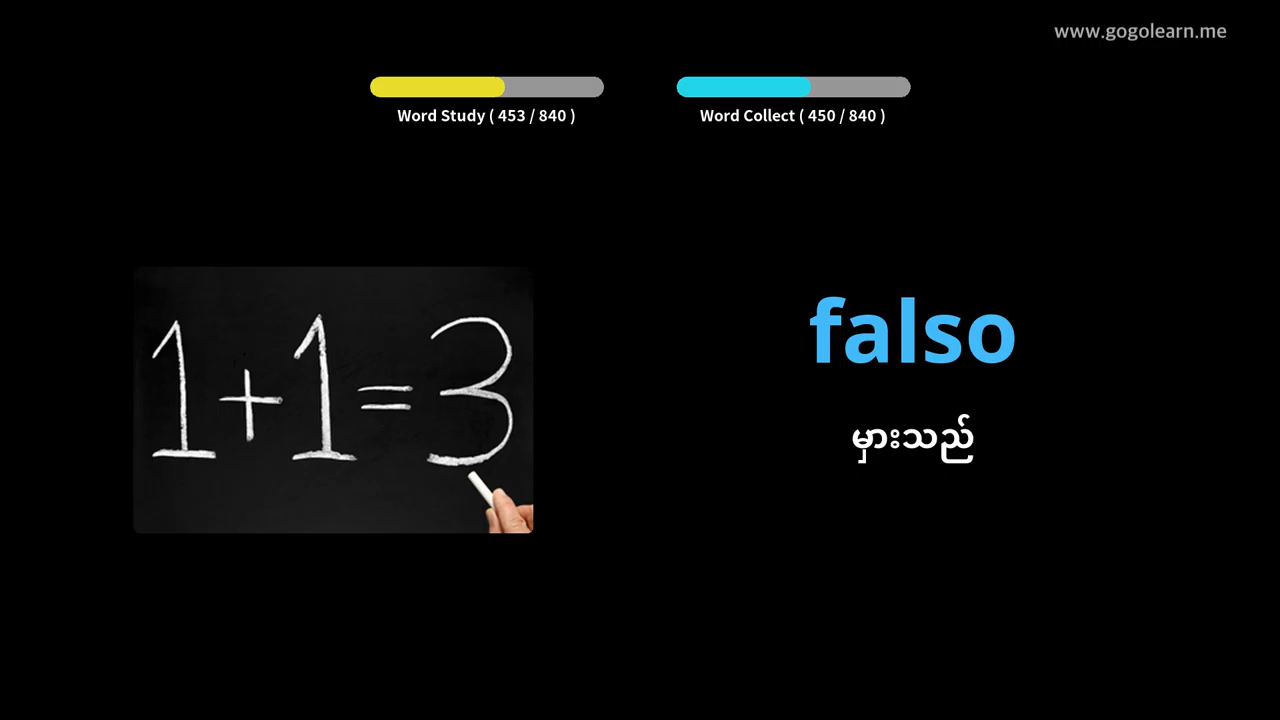 www.gogolearn.me
Word Study ( 453 / 840 )
Word Collect ( 450 / 840 )
1+1=3
falso
မှားသည်